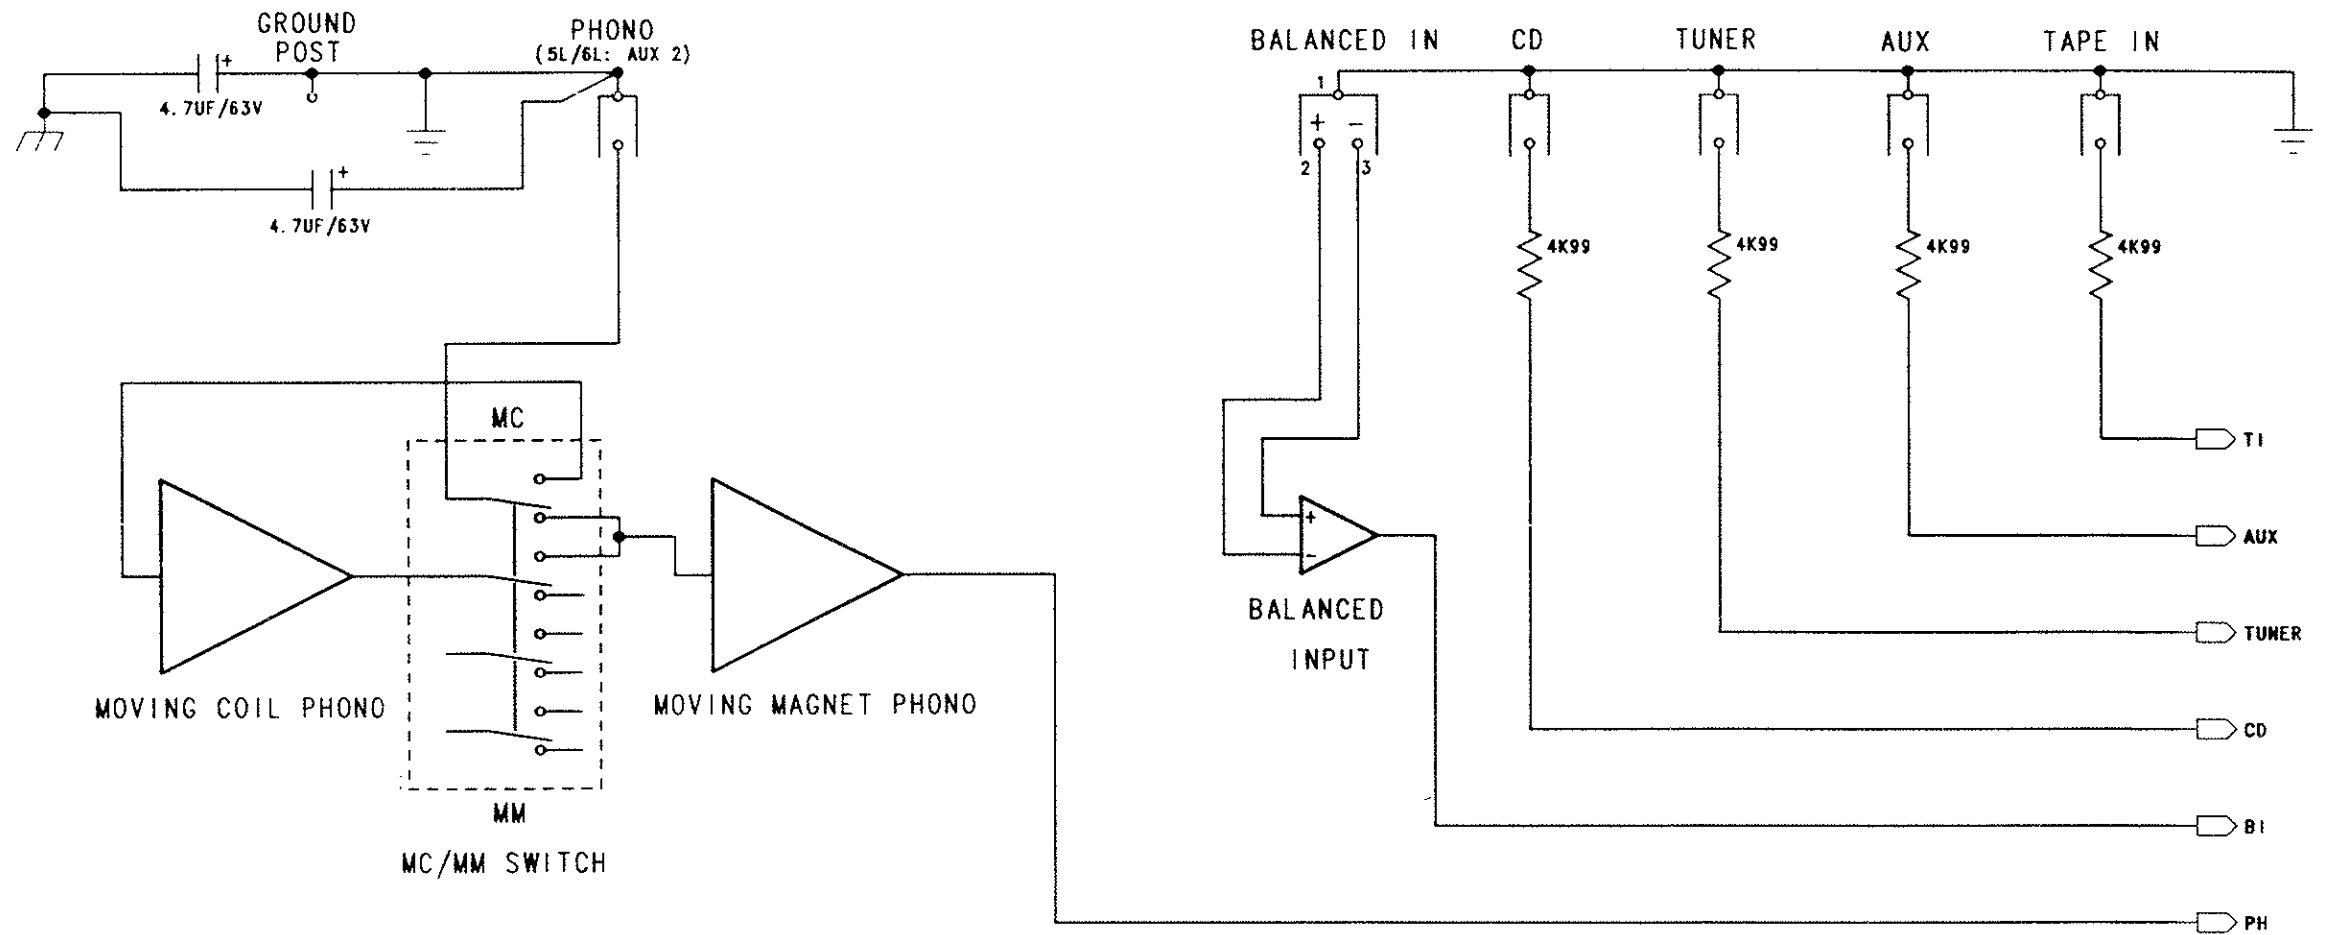 GROUND
POST
PHONO
(5L/6L: AUX 2)
+
4.7UF/63V
+
4.7UF/63V
BALANCED IN
CD
TUNER
AUX
TAPE IN
1
+ -
2
3
4K99
4K99
4K99
4K99
MC
MOVING COIL PHONO
MM
MC/MM SWITCH
MOVING MAGNET PHONO
+
-
BALANCED
INPUT
TI
AUX
TUNER
CD
BI
PH